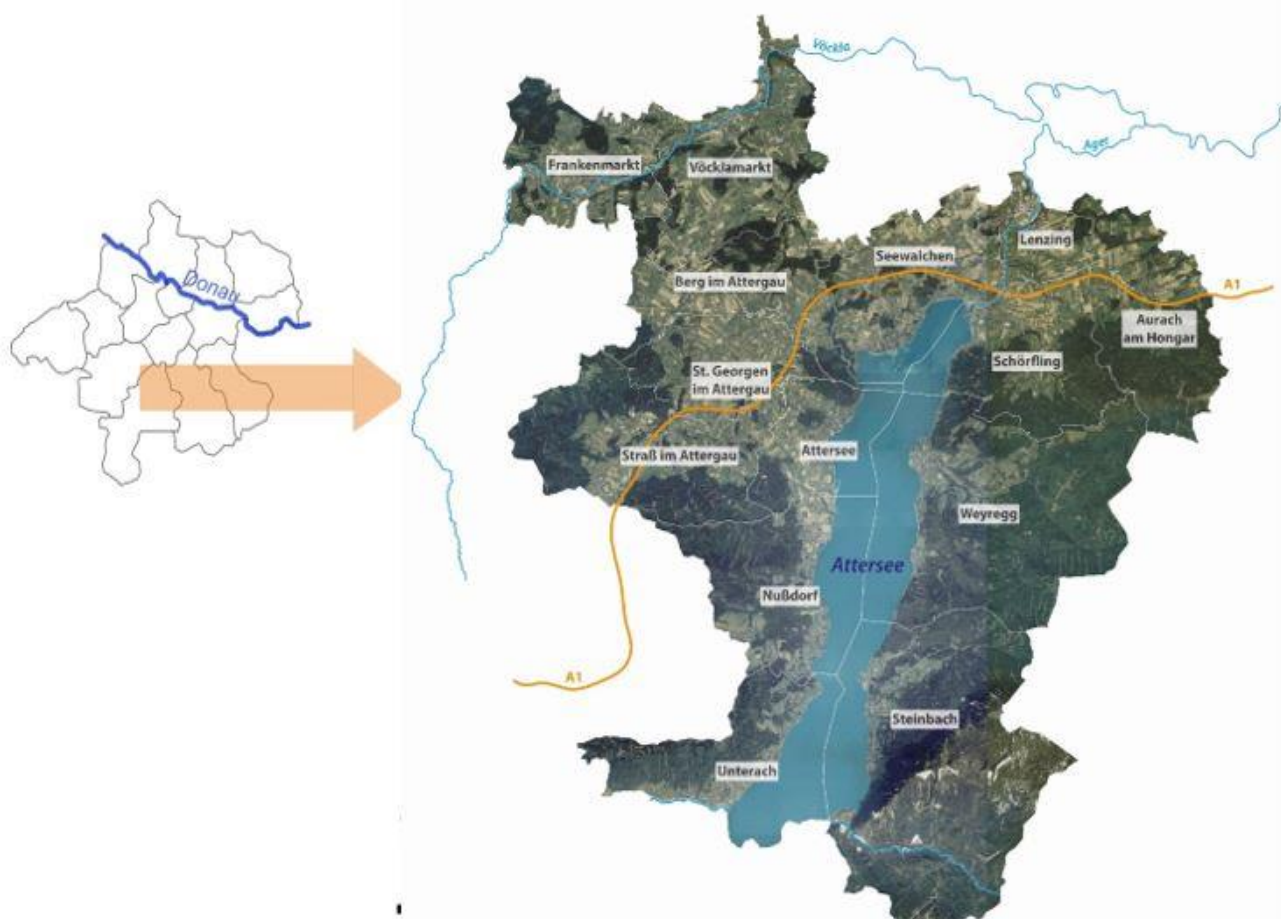 Donau
Vöckla
Ager
Frankenmarkt
Vöcklamarkt
Lenzing
Seewalchen
Berg im Attergau
A1
Aurach
am Hongar
Schörfling
St. Georgen
im Attergau
Attersee
Straß im Attergau
Weyregg
Attersee
Nußdorf
A1
Steinbach
Unterach